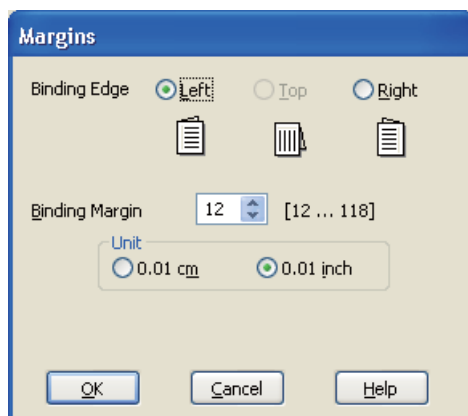 Margins
Binding Edge Left Top Right
Binding Margin 12 [12 ... 118]
Unit
0.01 cm 0.01 inch
OK Cancel Help